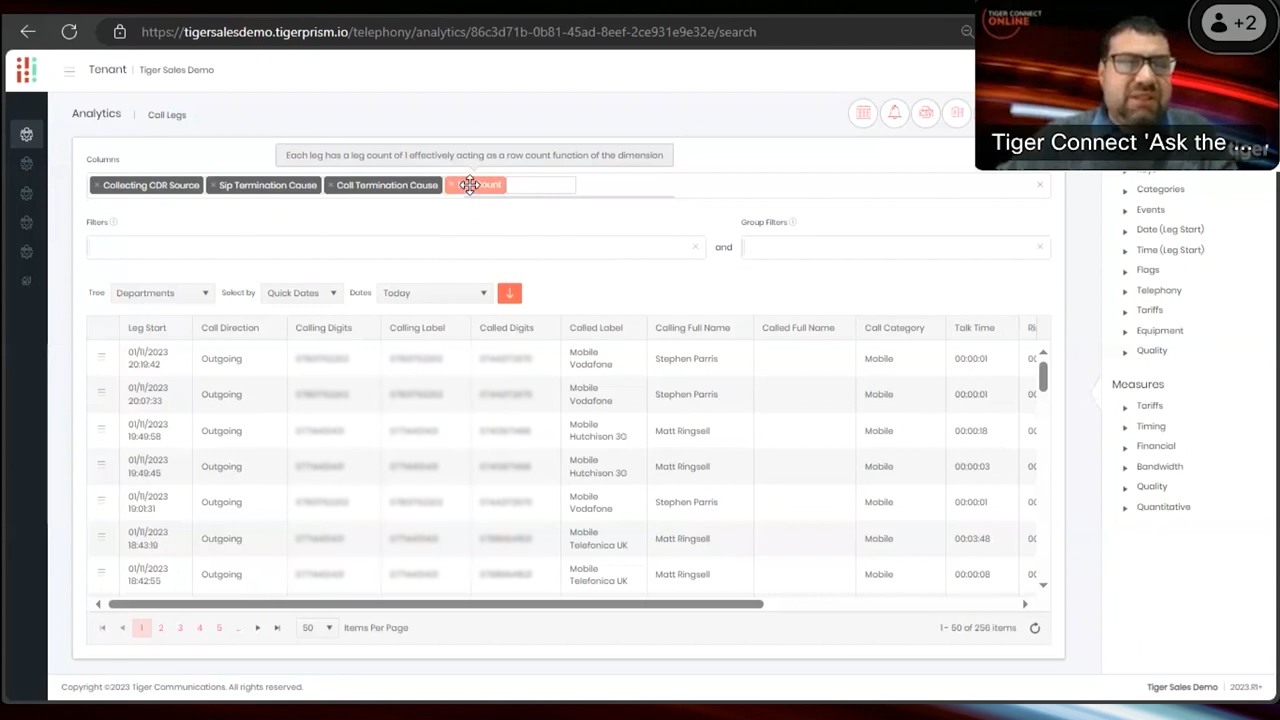 https://tigersalesdemo.tigerprism.io/telephony/analytics/86c3d71b-0b81-45ad-8eef-2ce931e9e32e/search
TIGER CONNECT
ONLINE
+2
Tiger Connect 'Ask the ...
Tenant | Tiger Sales Demo
Analytics | Call Legs
Each leg has a leg count of 1 effectively acting as a row count function of the dimension
Columns
× Collecting CDR Source × Sip Termination Cause × Call Termination Cause
Filters
Group Filters
and
Tree Departments Select by Quick Dates Dates Today
Leg Start Call Direction Calling Digits Calling Label Called Digits Called Label Calling Full Name Called Full Name Call Category Talk Time
01/11/2023 20:19:42 Outgoing Mobile Vodafone Stephen Parris Mobile 00:00:01
01/11/2023 20:07:33 Outgoing Mobile Vodafone Stephen Parris Mobile 00:00:01
01/11/2023 19:49:58 Outgoing Mobile Hutchison 3G Matt Ringsell Mobile 00:00:18
01/11/2023 19:49:45 Outgoing Mobile Hutchison 3G Matt Ringsell Mobile 00:00:03
01/11/2023 19:01:31 Outgoing Mobile Vodafone Stephen Parris Mobile 00:00:01
01/11/2023 18:43:19 Outgoing Mobile Telefonica UK Matt Ringsell Mobile 00:03:48
01/11/2023 18:42:55 Outgoing Mobile Telefonica UK Matt Ringsell Mobile 00:00:08
1 2 3 4 5 ... 50 Items Per Page 1 - 50 of 256 items
Categories
Events
Date (Leg Start)
Time (Leg Start)
Flags
Telephony
Tariffs
Equipment
Quality
Measures
Tariffs
Timing
Financial
Bandwidth
Quality
Quantitative
Copyright ©2023 Tiger Communications. All rights reserved.
Tiger Sales Demo | 2023.R1+